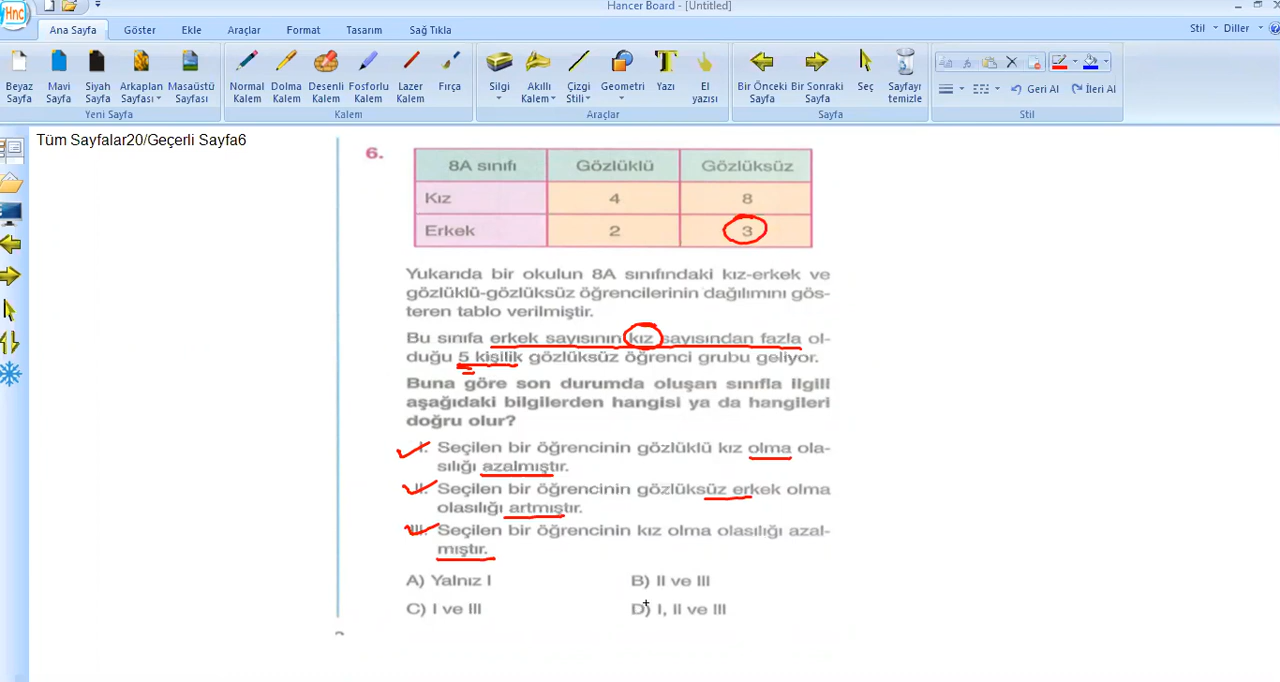 Hancer Board - [Untitled]
Hnc
Ana Sayfa Göster Ekle Araçlar Format Tasarım Sağ Tıkla Stil Diller
Beyaz Sayfa Mavi Sayfa Siyah Sayfa Arkaplan Sayfası Masaüstü Sayfası Normal Kalem Dolma Kalem Desenli Kalem Fosforlu Kalem Lazer Kalem Fırça Silgi Akıllı Kalem Çizgi Stili Geometri Yazı El yazısı Bir Önceki Sayfa Bir Sonraki Sayfa Seç Sayfayı temizle Geri Al İleri Al
Yeni Sayfa Kalem Araçlar Sayfa Stil
Tüm Sayfalar20/Geçerli Sayfa6
6.
8A sınıfı Gözlüklü Gözlüksüz
Kız 4 8
Erkek 2 3
Yukarıda bir okulun 8A sınıfındaki kız-erkek ve
gözlüklü-gözlüksüz öğrencilerinin dağılımını gös-
teren tablo verilmiştir.
Bu sınıfa erkek sayısının kız sayısından fazla ol-
duğu 5 kişilik gözlüksüz öğrenci grubu geliyor.
Buna göre son durumda oluşan sınıfla ilgili
aşağıdaki bilgilerden hangisi ya da hangileri
doğru olur?
I. Seçilen bir öğrencinin gözlüklü kız olma ola-
sılığı azalmıştır.
II. Seçilen bir öğrencinin gözlüksüz erkek olma
olasılığı artmıştır.
III. Seçilen bir öğrencinin kız olma olasılığı azal-
mıştır.
A) Yalnız I B) II ve III
C) I ve III D) I, II ve III